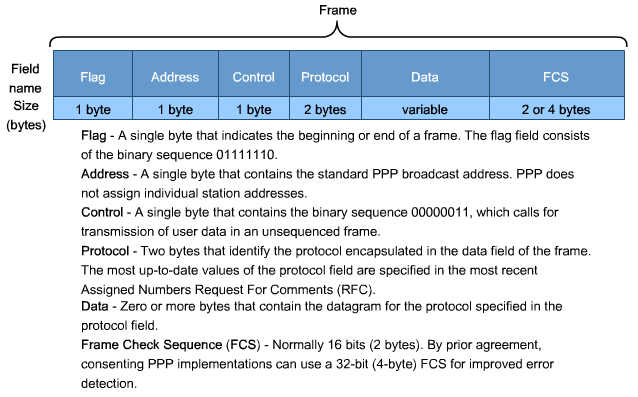 Frame
Field name
Flag Address Control Protocol Data FCS
Size (bytes)
1 byte 1 byte 1 byte 2 bytes variable 2 or 4 bytes
Flag - A single byte that indicates the beginning or end of a frame. The flag field consists
of the binary sequence 01111110.
Address - A single byte that contains the standard PPP broadcast address. PPP does
not assign individual station addresses.
Control - A single byte that contains the binary sequence 00000011, which calls for
transmission of user data in an unsequenced frame.
Protocol - Two bytes that identify the protocol encapsulated in the data field of the frame.
The most up-to-date values of the protocol field are specified in the most recent
Assigned Numbers Request For Comments (RFC).
Data - Zero or more bytes that contain the datagram for the protocol specified in the
protocol field.
Frame Check Sequence (FCS) - Normally 16 bits (2 bytes). By prior agreement,
consenting PPP implementations can use a 32-bit (4-byte) FCS for improved error
detection.